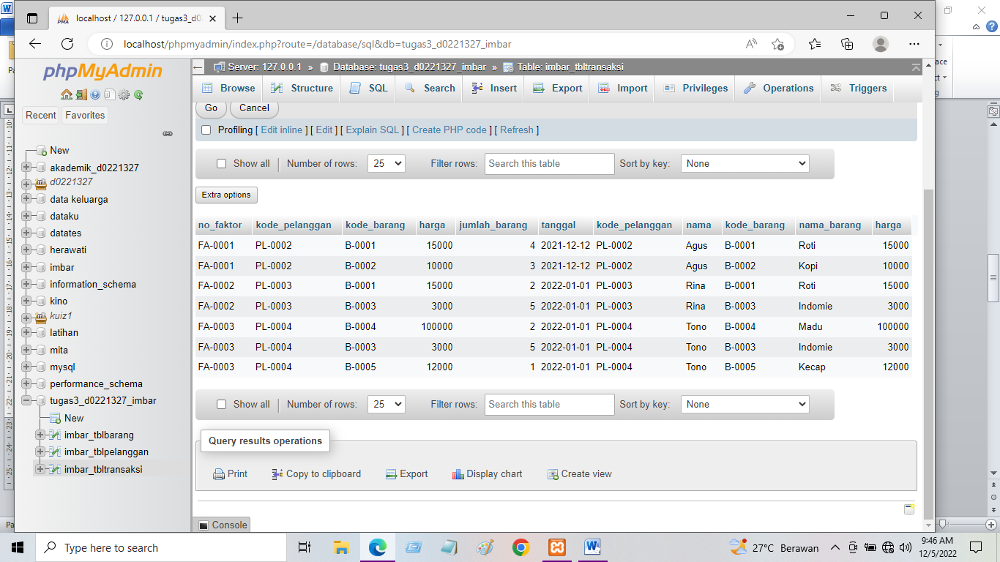 localhost / 127.0.0.1 / tugas3_d0
localhost/phpmyadmin/index.php?route=/database/sql&db=tugas3_d0221327_imbar
phpMyAdmin
Recent Favorites
New
akademik_d0221327
d0221327
data keluarga
dataku
datates
herawati
imbar
information_schema
kino
kuiz1
latihan
mita
mysql
performance_schema
tugas3_d0221327_imbar
New
imbar_tblbarang
imbar_tblpelanggan
imbar_tbltransaksi
Server: 127.0.0.1 » Database: tugas3_d0221327_imbar » Table: imbar_tbltransaksi
Browse Structure SQL Search Insert Export Import Privileges Operations Triggers
Go Cancel
Profiling [ Edit inline ] [ Edit ] [ Explain SQL ] [ Create PHP code ] [ Refresh ]
Show all | Number of rows: 25 Filter rows: Search this table Sort by key: None
Extra options
no_faktor kode_pelanggan kode_barang harga jumlah_barang tanggal kode_pelanggan nama kode_barang nama_barang harga
FA-0001 PL-0002 B-0001 15000 4 2021-12-12 PL-0002 Agus B-0001 Roti 15000
FA-0001 PL-0002 B-0002 10000 3 2021-12-12 PL-0002 Agus B-0002 Kopi 10000
FA-0002 PL-0003 B-0001 15000 2 2022-01-01 PL-0003 Rina B-0001 Roti 15000
FA-0002 PL-0003 B-0003 3000 5 2022-01-01 PL-0003 Rina B-0003 Indomie 3000
FA-0003 PL-0004 B-0004 100000 2 2022-01-01 PL-0004 Tono B-0004 Madu 100000
FA-0003 PL-0004 B-0003 3000 5 2022-01-01 PL-0004 Tono B-0003 Indomie 3000
FA-0003 PL-0004 B-0005 12000 1 2022-01-01 PL-0004 Tono B-0005 Kecap 12000
Show all | Number of rows: 25 Filter rows: Search this table Sort by key: None
Query results operations
Print Copy to clipboard Export Display chart Create view
Console
Type here to search
27°C Berawan
9:46 AM
12/5/2022